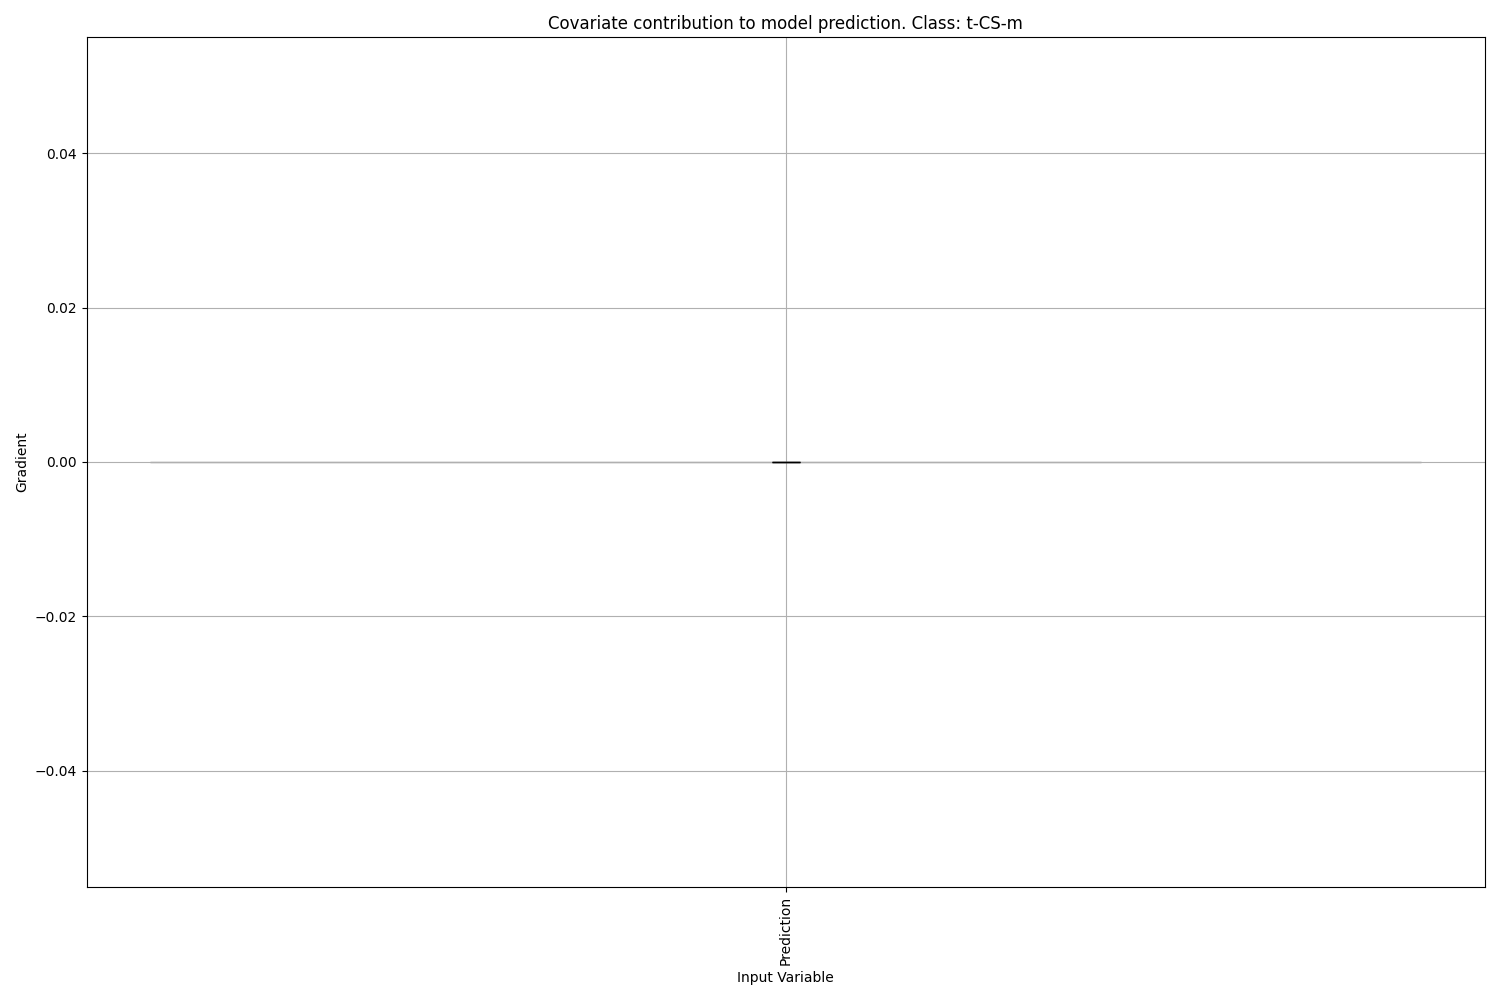 Covariate contribution to model prediction. Class: t-CS-m
0.04
0.02
0.00
−0.02
−0.04
Gradient
Prediction
Input Variable